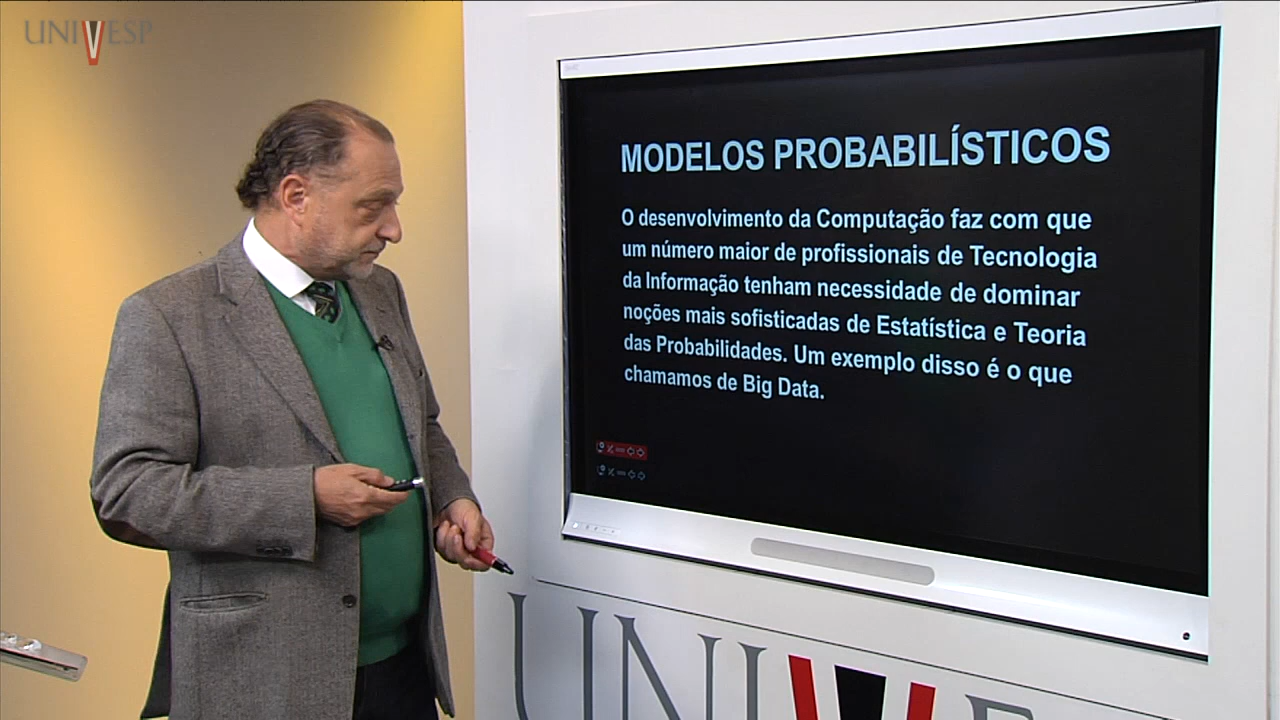 UNIVESP
MODELOS PROBABILÍSTICOS
O desenvolvimento da Computação faz com que
um número maior de profissionais de Tecnologia
da Informação tenham necessidade de dominar
noções mais sofisticadas de Estatística e Teoria
das Probabilidades. Um exemplo disso é o que
chamamos de Big Data.
UNIVE